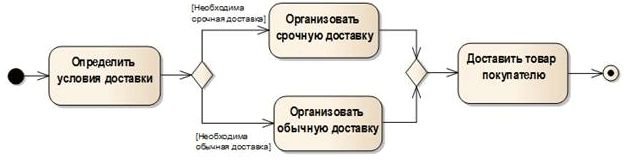 [Необходима
срочная доставка]
Организовать
срочную доставку
Определить
условия доставки
Доставить товар
покупателю
Организовать
обычную доставку
[Необходима
обычная доставка]